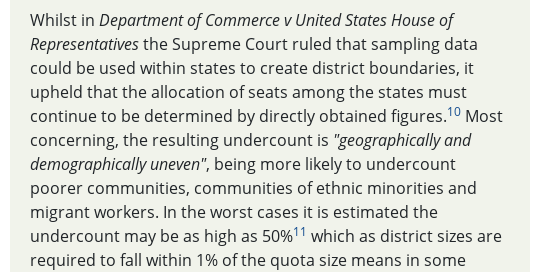 Whilst in Department of Commerce v United States House of
Representatives the Supreme Court ruled that sampling data
could be used within states to create district boundaries, it
upheld that the allocation of seats among the states must
continue to be determined by directly obtained figures.10 Most
concerning, the resulting undercount is "geographically and
demographically uneven", being more likely to undercount
poorer communities, communities of ethnic minorities and
migrant workers. In the worst cases it is estimated the
undercount may be as high as 50%11 which as district sizes are
required to fall within 1% of the quota size means in some